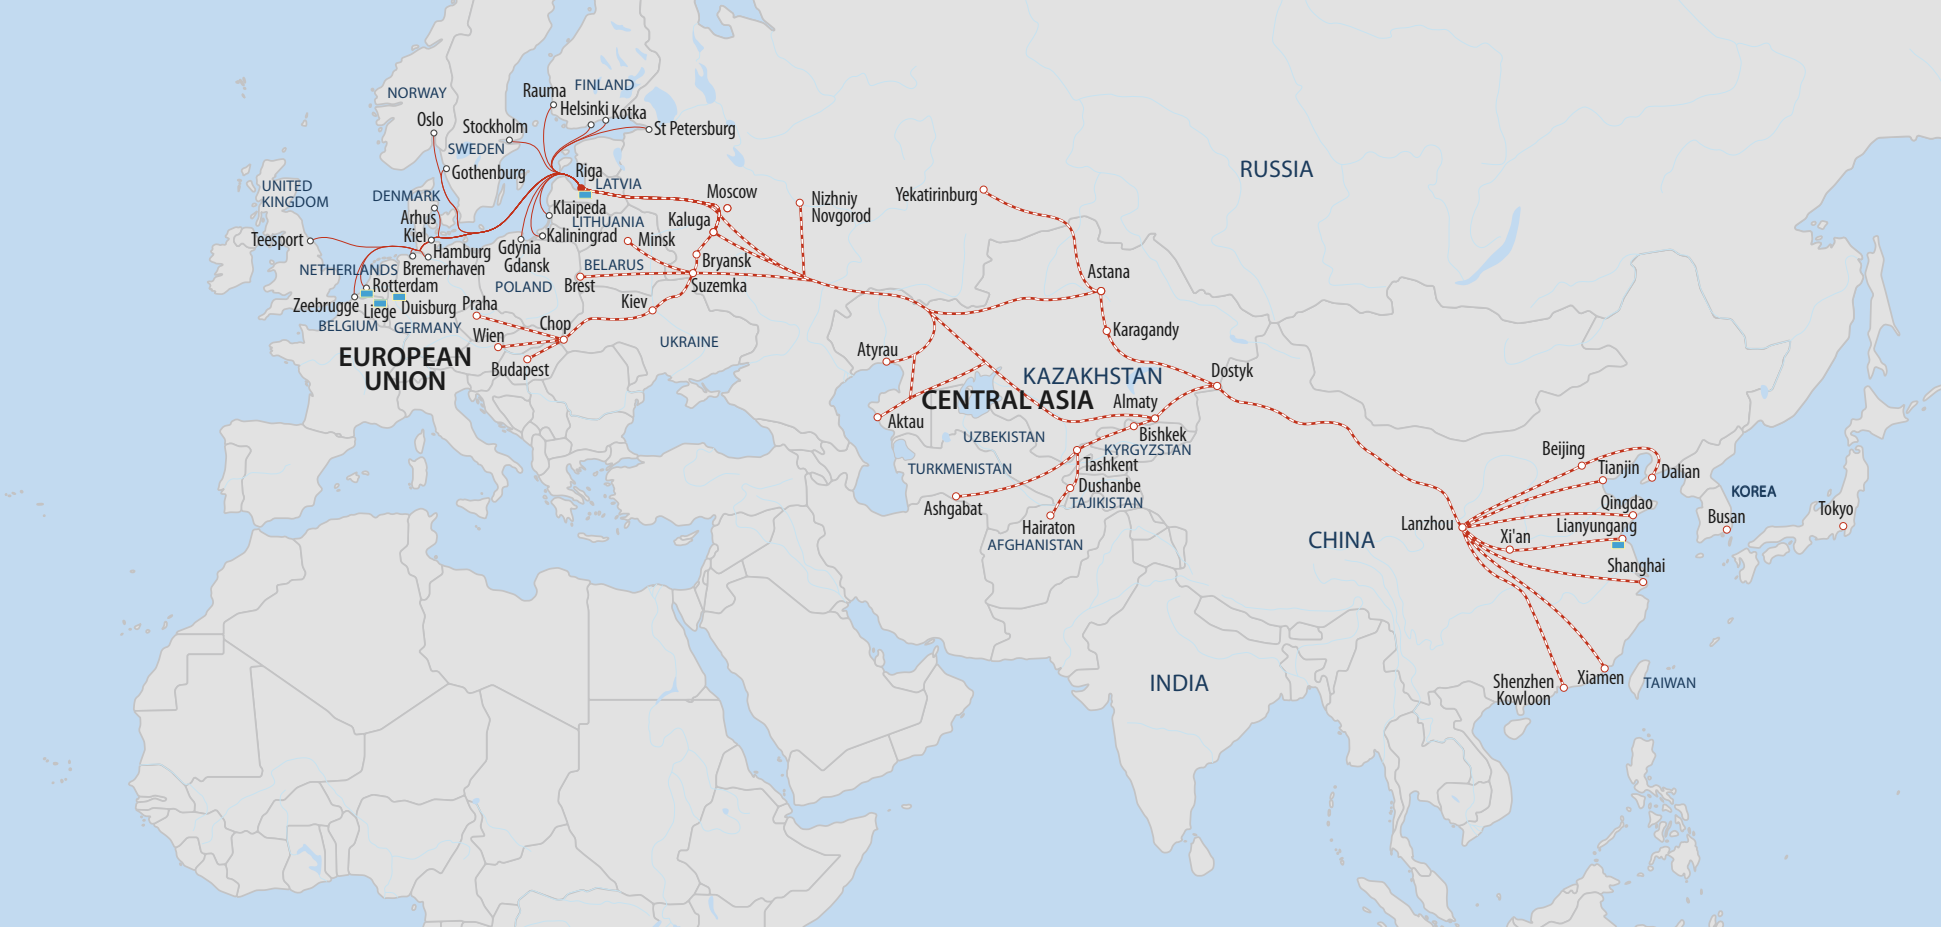 Rauma
FINLAND
NORWAY
Helsinki
Kotka
Oslo
Stockholm
St Petersburg
SWEDEN
Gothenburg
Riga
LATVIA
RUSSIA
UNITED
KINGDOM
DENMARK
Moscow
Nizhniy
Novgorod
Yekatirinburg
Klaipeda
LITHUANIA
Arhus
Kaluga
Kiel
Teesport
Kaliningrad
Minsk
Gdynia
Gdansk
Hamburg
Bremerhaven
BELARUS
Bryansk
NETHERLANDS
Rotterdam
POLAND
Brest
Suzemka
Astana
Zeebrugge
Liege
Duisburg
Praha
Kiev
BELGIUM
GERMANY
Wien
Chop
UKRAINE
Karagandy
EUROPEAN
UNION
Budapest
Atyrau
KAZAKHSTAN
Dostyk
CENTRAL ASIA
Almaty
Aktau
Bishkek
UZBEKISTAN
KYRGYZSTAN
TURKMENISTAN
Tashkent
Dushanbe
TAJIKISTAN
Ashgabat
Hairaton
AFGHANISTAN
Beijing
Tianjin
Dalian
KOREA
Qingdao
Busan
Tokyo
Lanzhou
Lianyungang
Xi'an
CHINA
Shanghai
INDIA
Shenzhen
Kowloon
Xiamen
TAIWAN